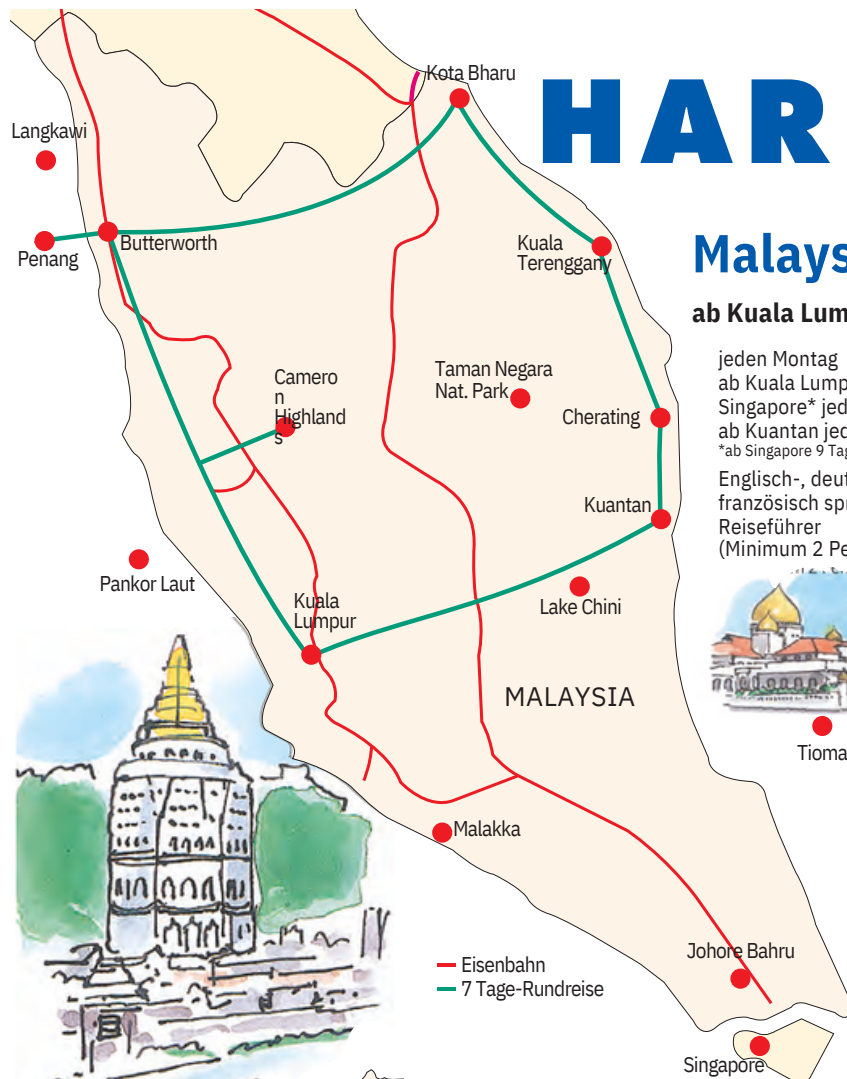 Kota Bharu
HAR
Langkawi
Penang
Butterworth
Kuala
Terenggany
Malays
ab Kuala Lum
jeden Montag
ab Kuala Lump
Singapore* jed
ab Kuantan jed
*ab Singapore 9 Tag
Englisch-, deut
französisch spr
Reiseführer
(Minimum 2 Pe
Camero
n
Highland
s
Taman Negara
Nat. Park
Cherating
Kuantan
Pankor Laut
Lake Chini
Kuala
Lumpur
MALAYSIA
Tioma
Malakka
Johore Bahru
Eisenbahn
7 Tage-Rundreise
Singapore